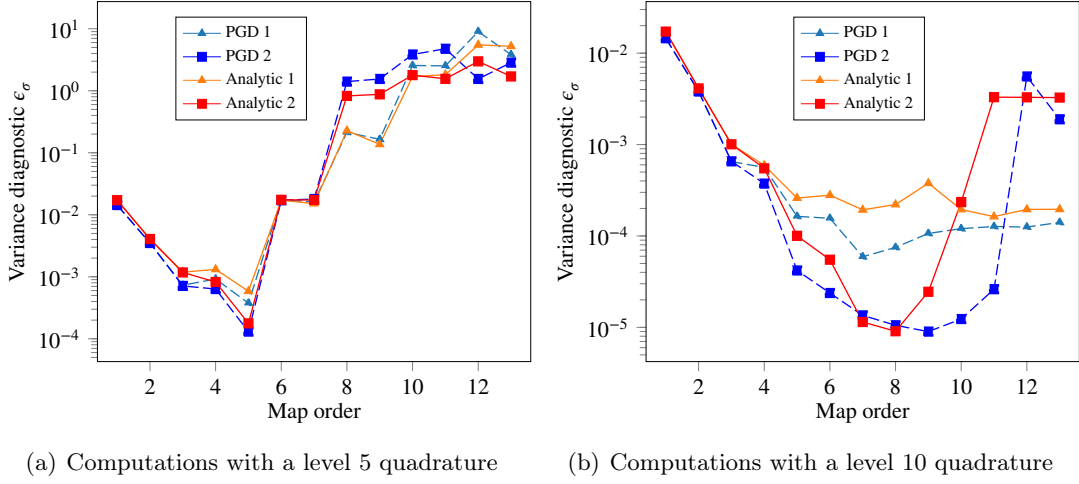 10^1
10^0
10^−1
10^−2
10^−3
10^−4
Variance diagnostic ϵ_σ
PGD 1
PGD 2
Analytic 1
Analytic 2
2 4 6 8 10 12
Map order
(a) Computations with a level 5 quadrature
10^−2
10^−3
10^−4
10^−5
Variance diagnostic ϵ_σ
PGD 1
PGD 2
Analytic 1
Analytic 2
2 4 6 8 10 12
Map order
(b) Computations with a level 10 quadrature